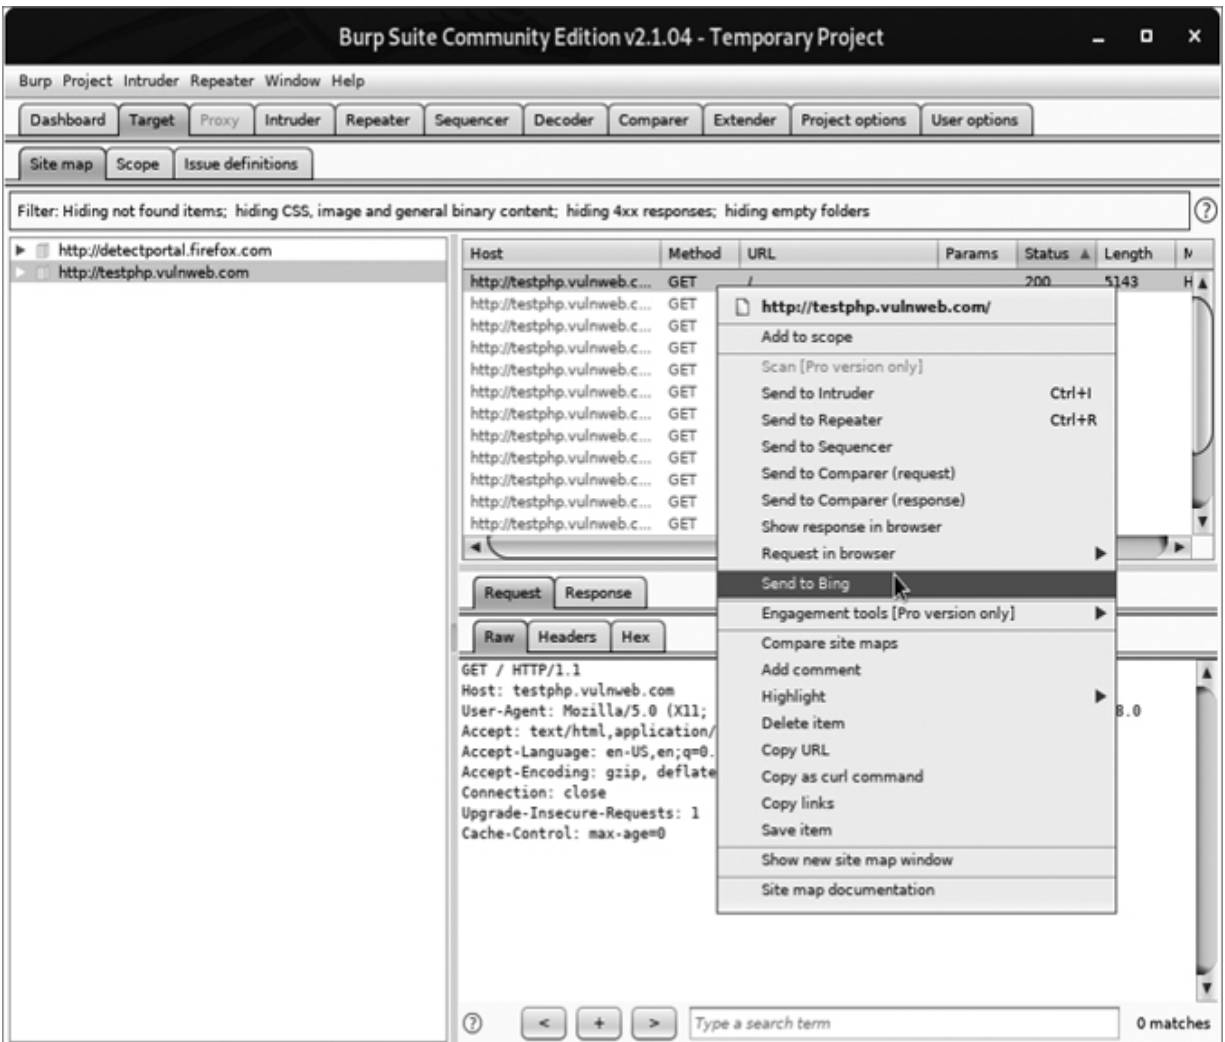 Burp Suite Community Edition v2.1.04 - Temporary Project
Burp Project Intruder Repeater Window Help
Dashboard Target Proxy Intruder Repeater Sequencer Decoder Comparer Extender Project options User options
Site map Scope Issue definitions
Filter: Hiding not found items; hiding CSS, image and general binary content; hiding 4xx responses; hiding empty folders
http://detectportal.firefox.com
http://testphp.vulnweb.com
Host Method URL Params Status Length
http://testphp.vulnweb.c... GET / 200 5143
http://testphp.vulnweb.c... GET
http://testphp.vulnweb.c... GET
http://testphp.vulnweb.c... GET
http://testphp.vulnweb.c... GET
http://testphp.vulnweb.c... GET
http://testphp.vulnweb.c... GET
http://testphp.vulnweb.c... GET
http://testphp.vulnweb.c... GET
http://testphp.vulnweb.c... GET
http://testphp.vulnweb.c... GET
http://testphp.vulnweb.c... GET
http://testphp.vulnweb.com/
Add to scope
Scan [Pro version only]
Send to Intruder Ctrl+I
Send to Repeater Ctrl+R
Send to Sequencer
Send to Comparer (request)
Send to Comparer (response)
Show response in browser
Request in browser
Send to Bing
Engagement tools [Pro version only]
Compare site maps
Add comment
Highlight
Delete item
Copy URL
Copy as curl command
Copy links
Save item
Show new site map window
Site map documentation
Request Response
Raw Headers Hex
GET / HTTP/1.1
Host: testphp.vulnweb.com
User-Agent: Mozilla/5.0 (X11; 8.0
Accept: text/html,application/
Accept-Language: en-US,en;q=0.
Accept-Encoding: gzip, deflate
Connection: close
Upgrade-Insecure-Requests: 1
Cache-Control: max-age=0
? < + > Type a search term 0 matches